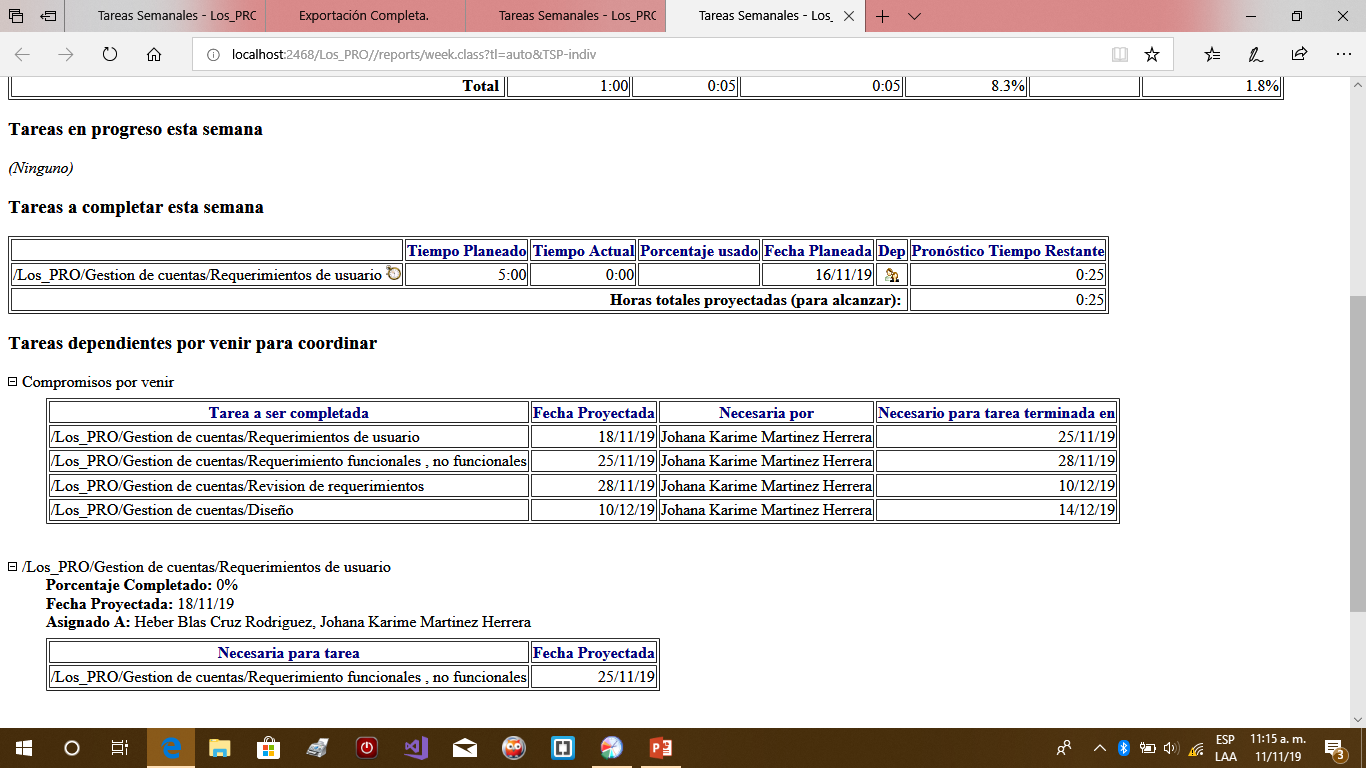 Tareas Semanales - Los_PRC
Exportación Completa.
Tareas Semanales - Los_PRC
Tareas Semanales - Los_
localhost:2468/Los_PRO//reports/week.class?tl=auto&TSP-indiv
Total 1:00 0:05 0:05 8.3% 1.8%
Tareas en progreso esta semana
(Ninguno)
Tareas a completar esta semana
Tiempo Planeado Tiempo Actual Porcentaje usado Fecha Planeada Dep Pronóstico Tiempo Restante
/Los_PRO/Gestion de cuentas/Requerimientos de usuario 5:00 0:00 16/11/19 0:25
Horas totales proyectadas (para alcanzar): 0:25
Tareas dependientes por venir para coordinar
Compromisos por venir
Tarea a ser completada Fecha Proyectada Necesaria por Necesario para tarea terminada en
/Los_PRO/Gestion de cuentas/Requerimientos de usuario 18/11/19 Johana Karime Martinez Herrera 25/11/19
/Los_PRO/Gestion de cuentas/Requerimiento funcionales , no funcionales 25/11/19 Johana Karime Martinez Herrera 28/11/19
/Los_PRO/Gestion de cuentas/Revision de requerimientos 28/11/19 Johana Karime Martinez Herrera 10/12/19
/Los_PRO/Gestion de cuentas/Diseño 10/12/19 Johana Karime Martinez Herrera 14/12/19
/Los_PRO/Gestion de cuentas/Requerimientos de usuario
Porcentaje Completado: 0%
Fecha Proyectada: 18/11/19
Asignado A: Heber Blas Cruz Rodriguez, Johana Karime Martinez Herrera
Necesaria para tarea Fecha Proyectada
/Los_PRO/Gestion de cuentas/Requerimiento funcionales , no funcionales 25/11/19
ESP 11:15 a. m.
LAA 11/11/19 3